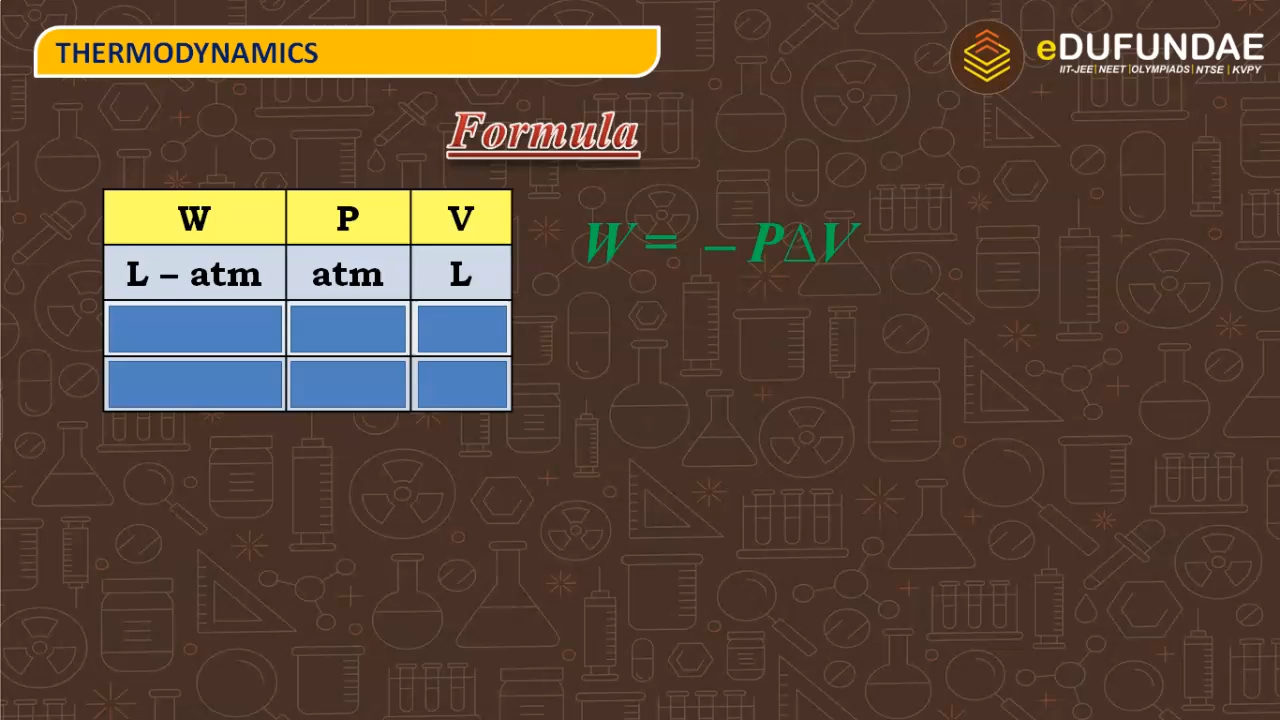 THERMODYNAMICS
eDUFUNDAE
IIT-JEE| NEET |OLYMPIADS| NTSE | KVPY
Formula
W P V
L – atm atm L
W = – PΔV